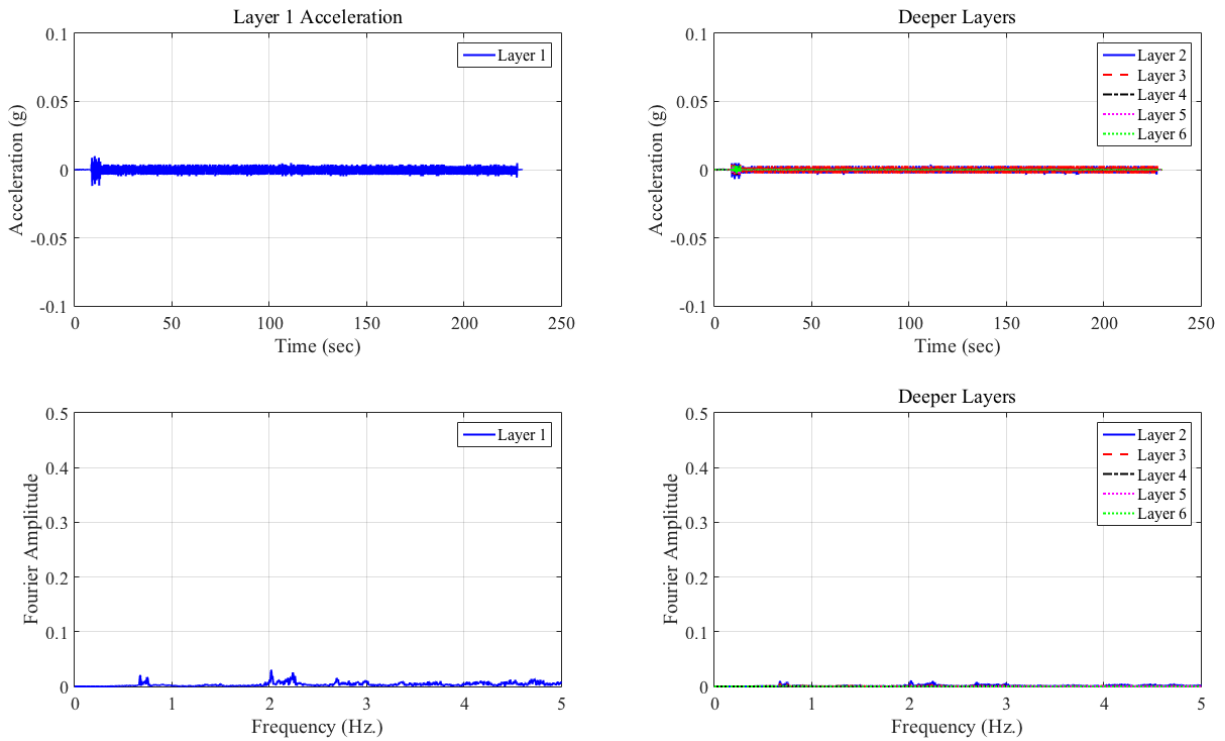 Layer 1 Acceleration
0.1
0.05
0
-0.05
-0.1
Acceleration (g)
Layer 1
0 50 100 150 200 250
Time (sec)
Deeper Layers
0.1
0.05
0
-0.05
-0.1
Acceleration (g)
Layer 2
Layer 3
Layer 4
Layer 5
Layer 6
0 50 100 150 200 250
Time (sec)
0.5
0.4
0.3
0.2
0.1
0
Fourier Amplitude
Layer 1
0 1 2 3 4 5
Frequency (Hz.)
Deeper Layers
0.5
0.4
0.3
0.2
0.1
0
Fourier Amplitude
Layer 2
Layer 3
Layer 4
Layer 5
Layer 6
0 1 2 3 4 5
Frequency (Hz.)